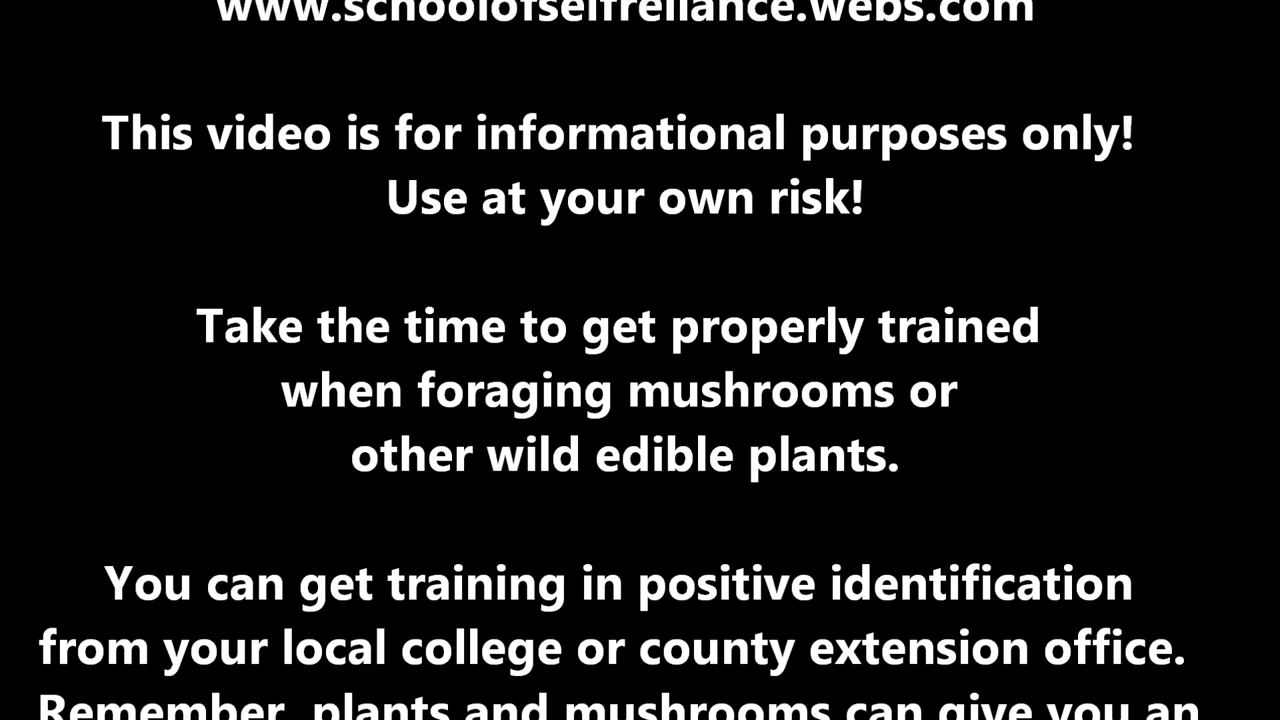 www.schoolofselfreliance.webs.com
This video is for informational purposes only!
Use at your own risk!
Take the time to get properly trained
when foraging mushrooms or
other wild edible plants.
You can get training in positive identification
from your local college or county extension office.
Remember, plants and mushrooms can give you an